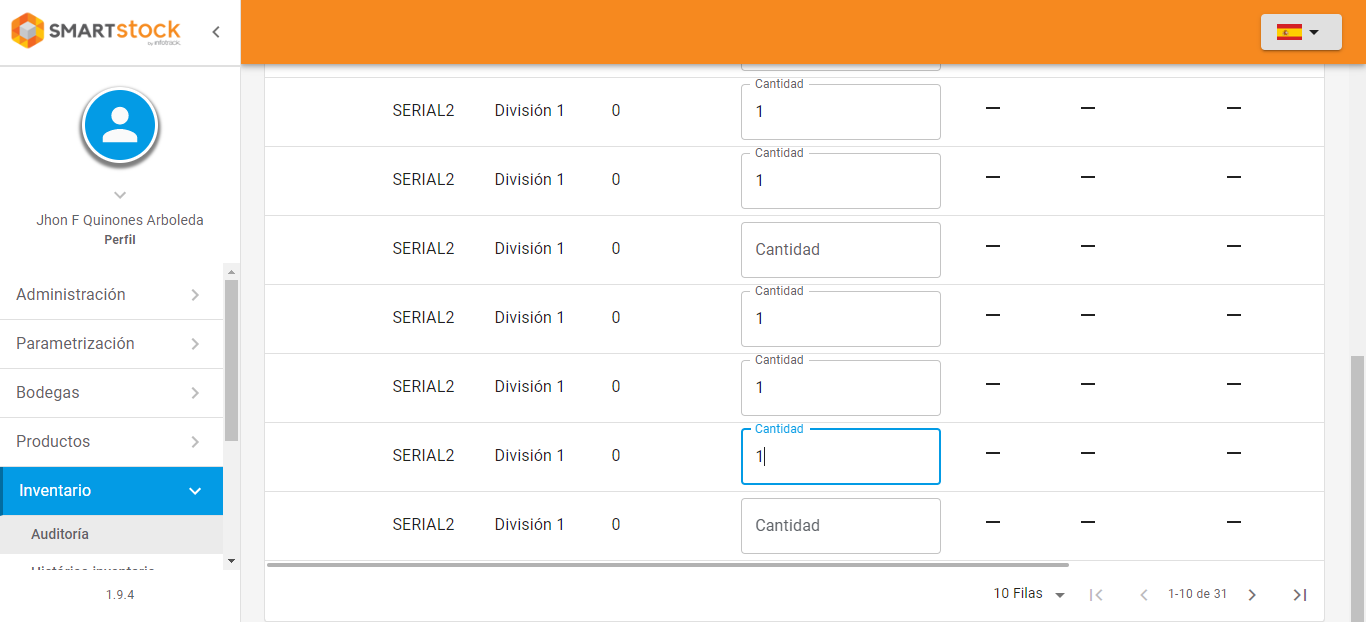 SMARTstock
by infotrack.
Jhon F Quinones Arboleda
Perfil
Administración
Parametrización
Bodegas
Productos
Inventario
Auditoría
Histórico inventario
1.9.4
Cantidad
SERIAL2 División 1 0 1
Cantidad
SERIAL2 División 1 0 1
SERIAL2 División 1 0 Cantidad
Cantidad
SERIAL2 División 1 0 1
Cantidad
SERIAL2 División 1 0 1
Cantidad
SERIAL2 División 1 0 1
SERIAL2 División 1 0 Cantidad
10 Filas 1-10 de 31